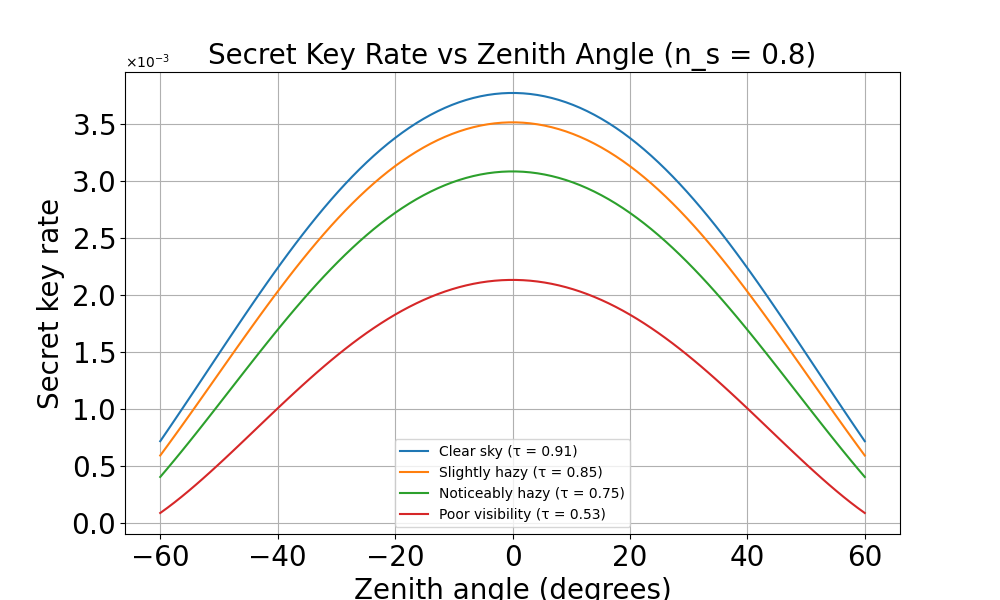 Secret Key Rate vs Zenith Angle (n_s = 0.8)
×10⁻³
3.5
3.0
2.5
2.0
1.5
1.0
0.5
0.0
Secret key rate
Clear sky (τ = 0.91)
Slightly hazy (τ = 0.85)
Noticeably hazy (τ = 0.75)
Poor visibility (τ = 0.53)
−60 −40 −20 0 20 40 60
Zenith angle (degrees)